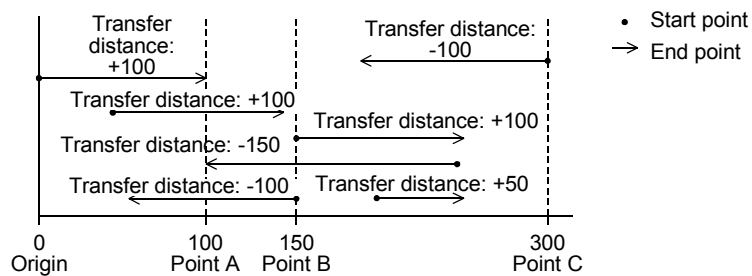 Transfer
distance:
+100
Transfer distance:
-100
Start point
End point
Transfer distance: +100
Transfer distance: +100
Transfer distance: -150
Transfer distance: -100
Transfer distance: +50
0
Origin
100
Point A
150
Point B
300
Point C